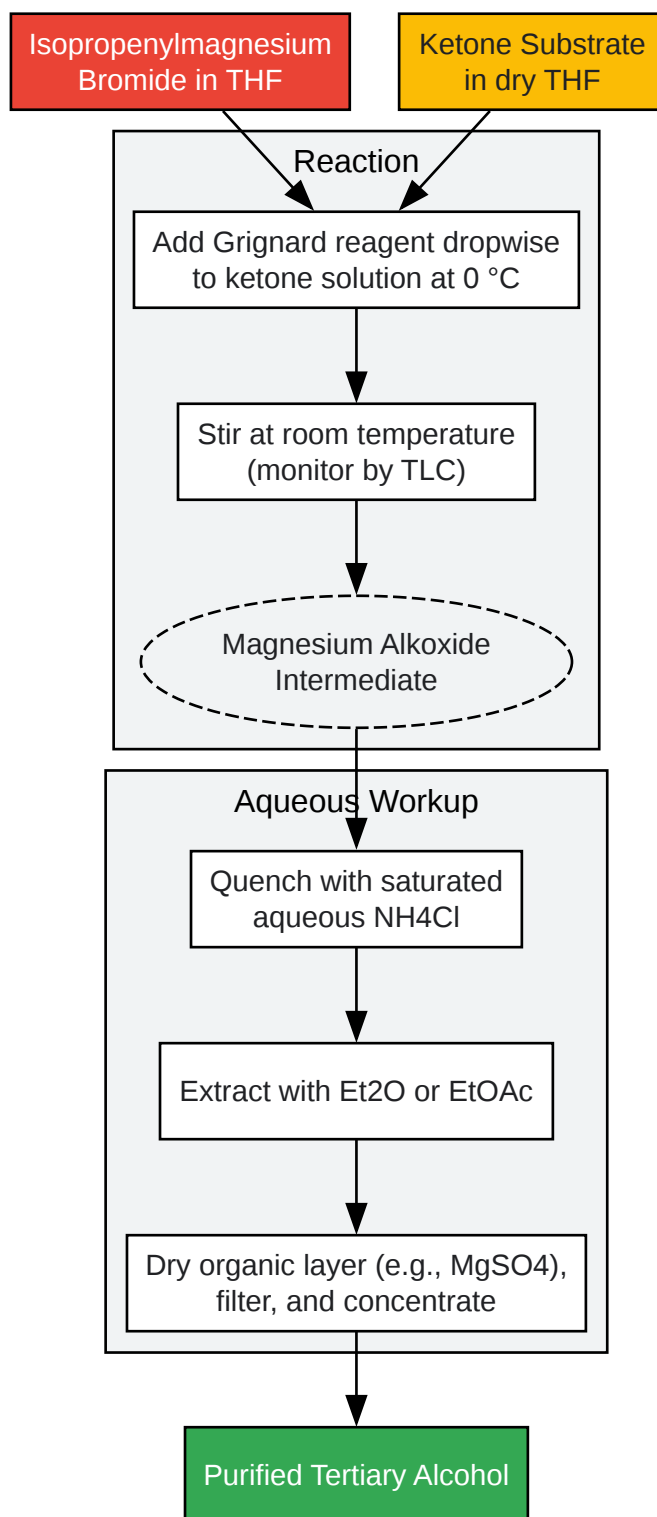 Isopropenylmagnesium
Bromide in THF
Ketone Substrate
in dry THF
Reaction
Add Grignard reagent dropwise
to ketone solution at 0 °C
Stir at room temperature
(monitor by TLC)
Magnesium Alkoxide
Intermediate
Aqueous Workup
Quench with saturated
aqueous NH4Cl
Extract with Et2O or EtOAc
Dry organic layer (e.g., MgSO4),
filter, and concentrate
Purified Tertiary Alcohol